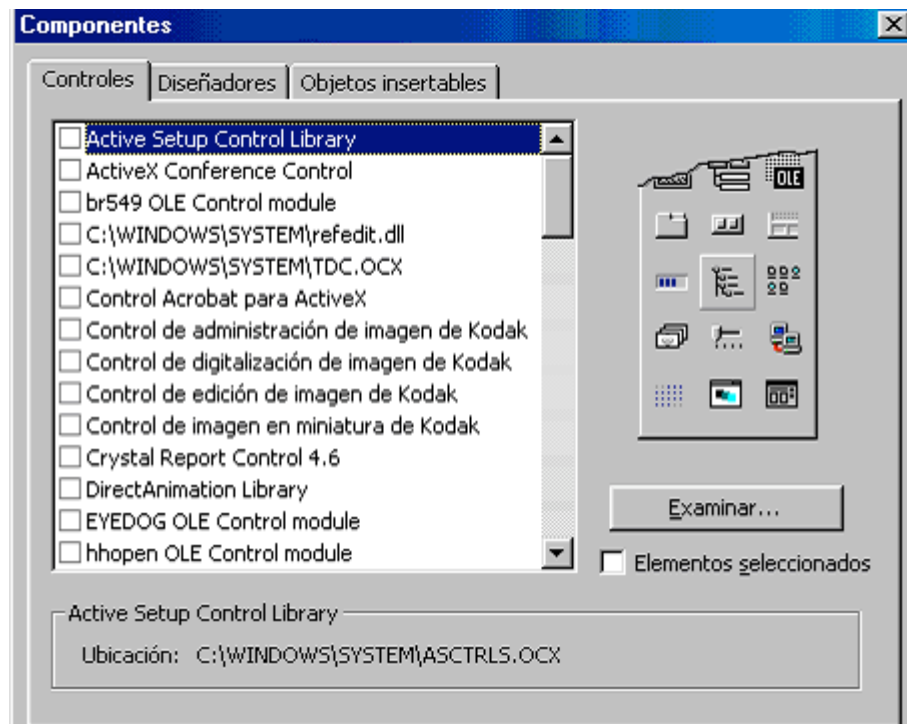 Componentes
Controles Diseñadores Objetos insertables
Active Setup Control Library
ActiveX Conference Control
br549 OLE Control module
C:\WINDOWS\SYSTEM\refedit.dll
C:\WINDOWS\SYSTEM\TDC.OCX
Control Acrobat para ActiveX
Control de administración de imagen de Kodak
Control de digitalización de imagen de Kodak
Control de edición de imagen de Kodak
Control de imagen en miniatura de Kodak
Crystal Report Control 4.6
DirectAnimation Library
EYEDOG OLE Control module
hhopen OLE Control module
OLE
Examinar...
Elementos seleccionados
Active Setup Control Library
Ubicación: C:\WINDOWS\SYSTEM\ASCTRLS.OCX